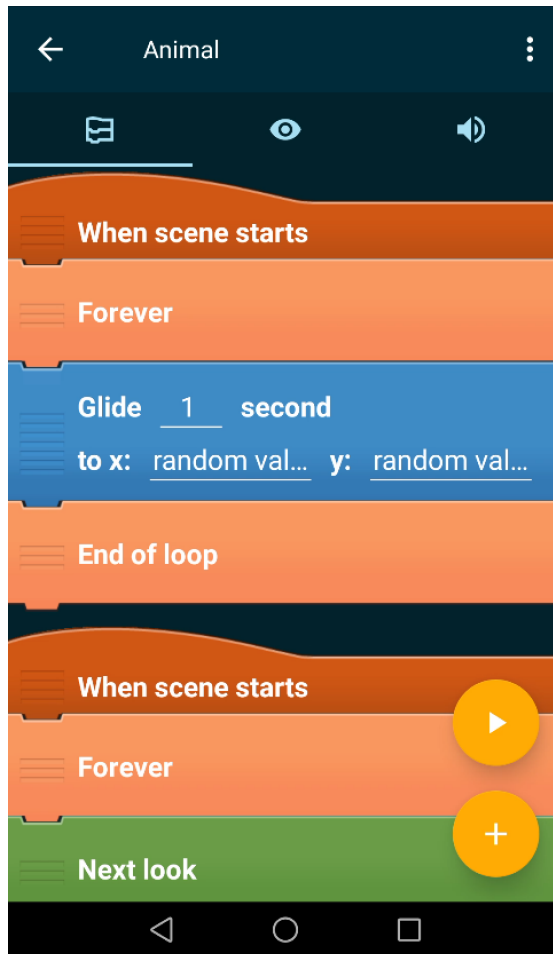 Animal
When scene starts
Forever
Glide 1 second
to x: random val... y: random val...
End of loop
When scene starts
Forever
Next look